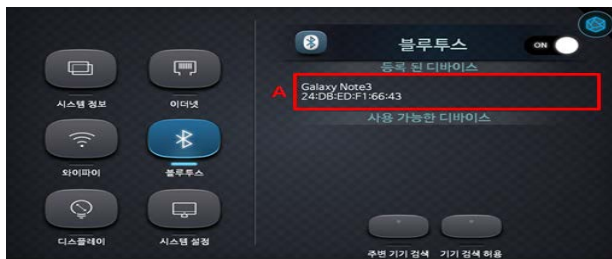 시스템 정보
이더넷
와이파이
블루투스
디스플레이
시스템 설정
블루투스
ON
등록 된 디바이스
A
Galaxy Note3
24:DB:ED:F1:66:43
사용 가능한 디바이스
주변 기기 검색
기기 검색 허용